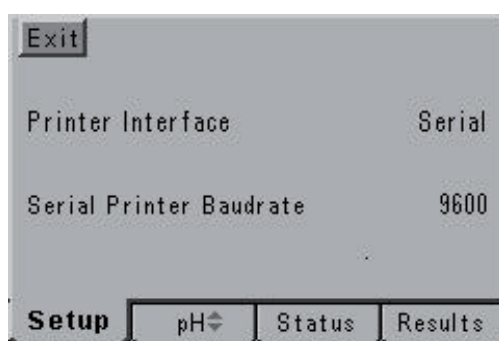 Exit
Printer Interface Serial
Serial Printer Baudrate 9600
Setup pH Status Results